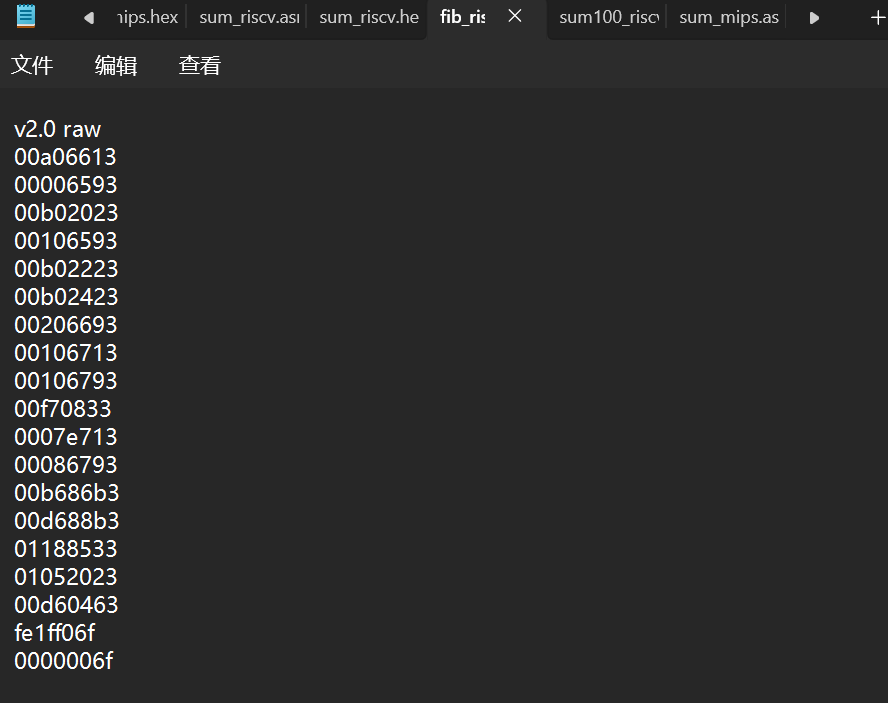 nips.hex sum_riscv.asm sum_riscv.he fib_ris sum100_riscv sum_mips.as
文件 编辑 查看
v2.0 raw
00a06613
00006593
00b02023
00106593
00b02223
00b02423
00206693
00106713
00106793
00f70833
0007e713
00086793
00b686b3
00d688b3
01188533
01052023
00d60463
fe1ff06f
0000006f